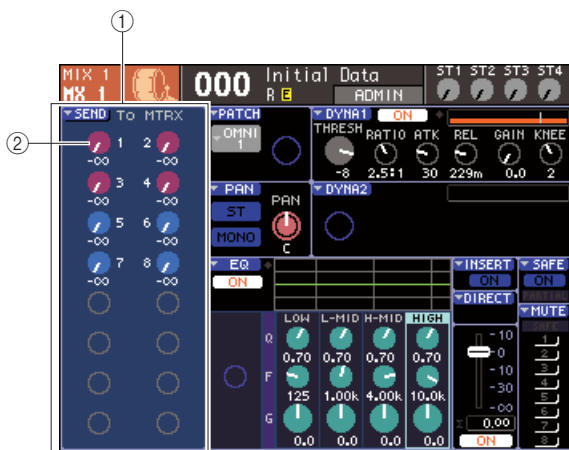 ①
MIX 1
MX 1
000
Initial Data
R E
ADMIN
ST1 ST2 ST3 ST4
②
SEND TO MTRX
1 2
-∞ -∞
3 4
-∞ -∞
5 6
-∞ -∞
7 8
-∞ -∞
PATCH
OMNI
1
DYNA1 ON
THRESH RATIO ATK REL GAIN KNEE
-8 2.5:1 30 229m 0.0 2
PAN
ST
MONO
PAN
C
DYNA2
EQ
ON
LOW L-MID H-MID HIGH
Q
0.70 0.70 0.70 0.70
F
125 1.00k 4.00k 10.0k
G
0.0 0.0 0.0 0.0
INSERT
ON
DIRECT
10
0
-10
-30
-∞
Σ 0.00
ON
SAFE
ON
PARTIAL
MUTE
SAFE
1
2
3
4
5
6
7
8